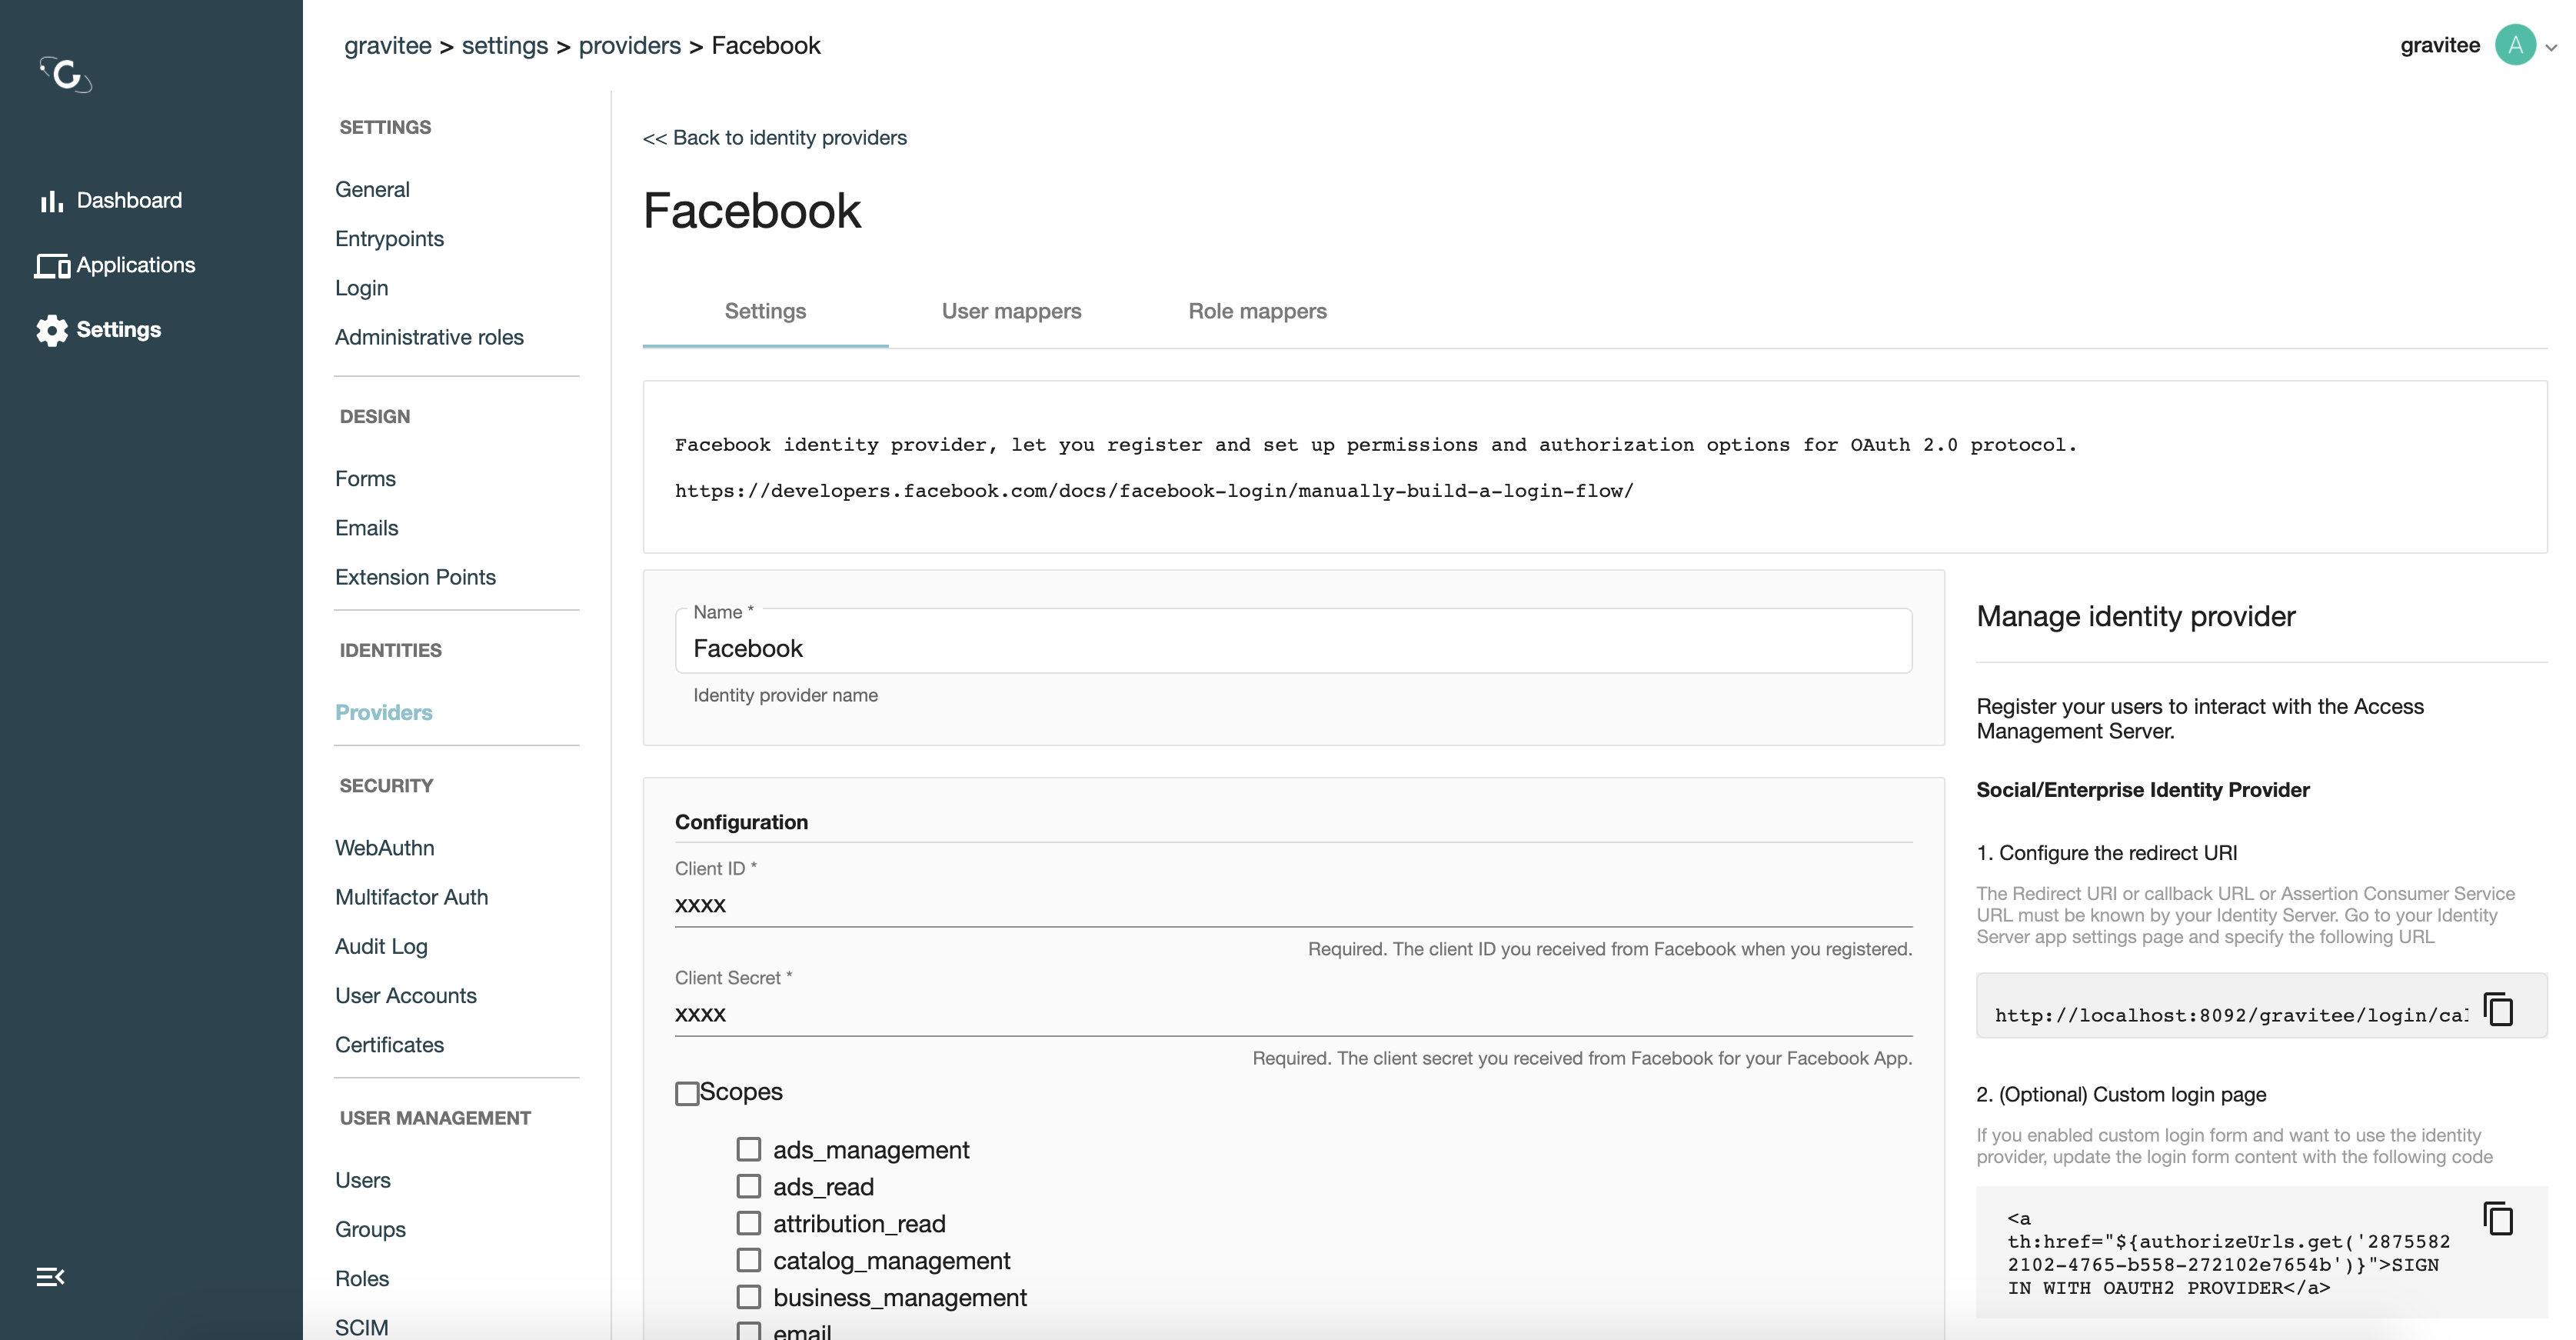 gravitee > settings > providers > Facebook
gravitee A
Dashboard
Applications
Settings
SETTINGS
General
Entrypoints
Login
Administrative roles
DESIGN
Forms
Emails
Extension Points
IDENTITIES
Providers
SECURITY
WebAuthn
Multifactor Auth
Audit Log
User Accounts
Certificates
USER MANAGEMENT
Users
Groups
Roles
SCIM
<< Back to identity providers
Facebook
Settings User mappers Role mappers
Facebook identity provider, let you register and set up permissions and authorization options for OAuth 2.0 protocol.
https://developers.facebook.com/docs/facebook-login/manually-build-a-login-flow/
Name *
Facebook
Identity provider name
Configuration
Client ID *
xxxx
Required. The client ID you received from Facebook when you registered.
Client Secret *
xxxx
Required. The client secret you received from Facebook for your Facebook App.
Scopes
ads_management
ads_read
attribution_read
catalog_management
business_management
email
Manage identity provider
Register your users to interact with the Access
Management Server.
Social/Enterprise Identity Provider
1. Configure the redirect URI
The Redirect URI or callback URL or Assertion Consumer Service
URL must be known by your Identity Server. Go to your Identity
Server app settings page and specify the following URL
http://localhost:8092/gravitee/login/cal
2. (Optional) Custom login page
If you enabled custom login form and want to use the identity
provider, update the login form content with the following code
<a
th:href="${authorizeUrls.get('2875582
2102-4765-b558-272102e7654b')}">SIGN
IN WITH OAUTH2 PROVIDER</a>